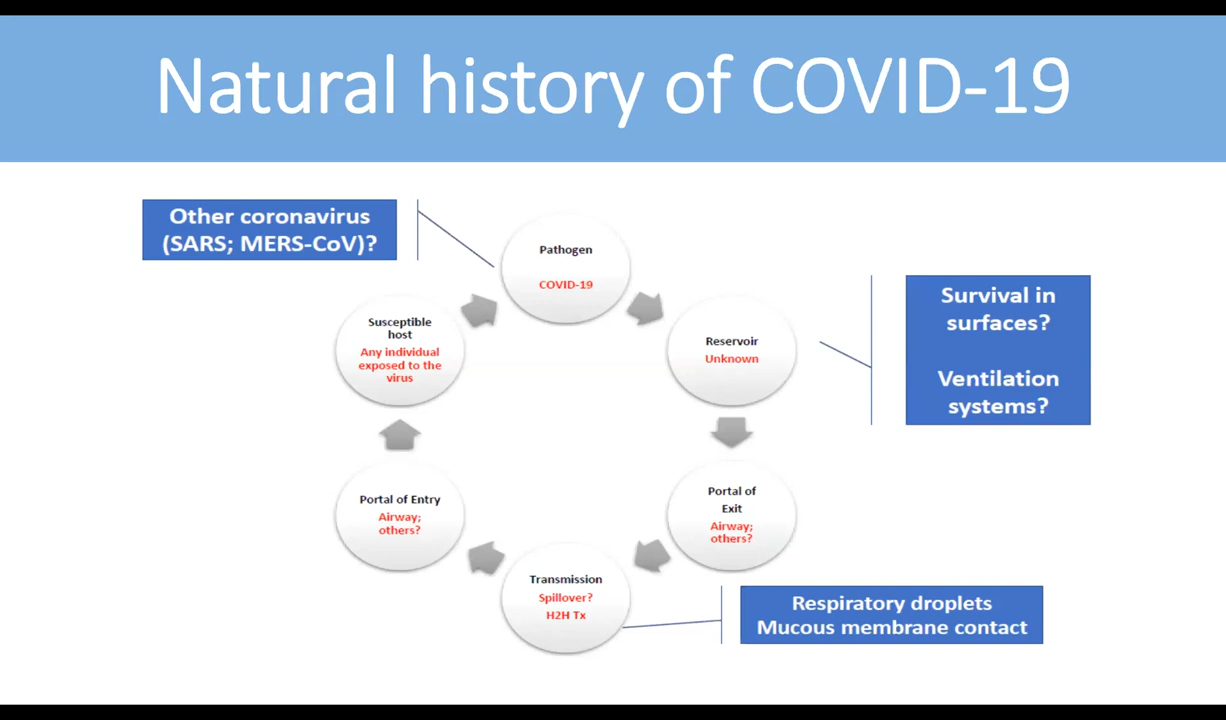 Natural history of COVID-19
Other coronavirus
(SARS; MERS-CoV)?
Pathogen
COVID-19
Survival in
surfaces?
Ventilation
systems?
Reservoir
Unknown
Susceptible
host
Any individual
exposed to the
virus
Portal of
Exit
Airway;
others?
Portal of Entry
Airway;
others?
Transmission
Spillover?
H2H Tx
Respiratory droplets
Mucous membrane contact